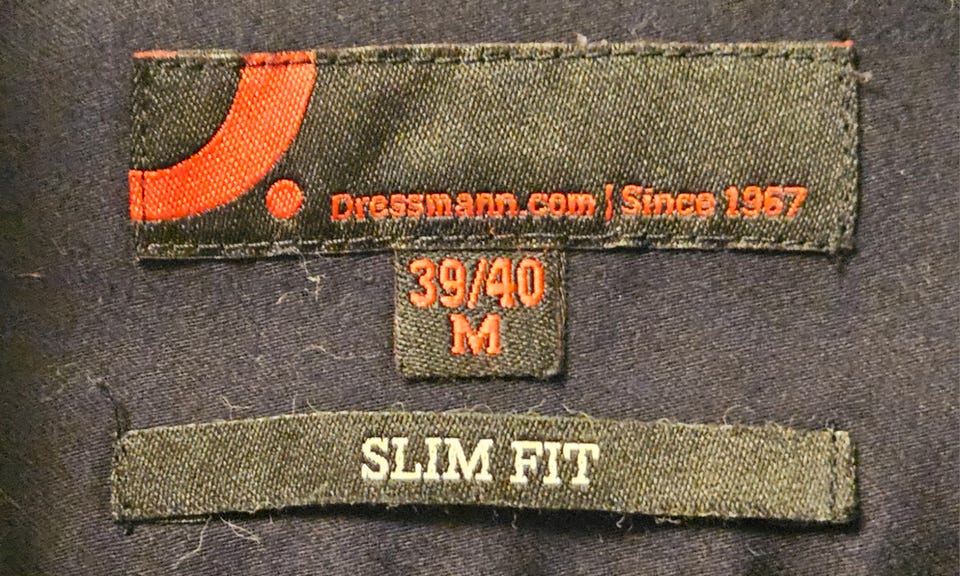 Dressmann.com | Since 1967
39/40
M
SLIM FIT